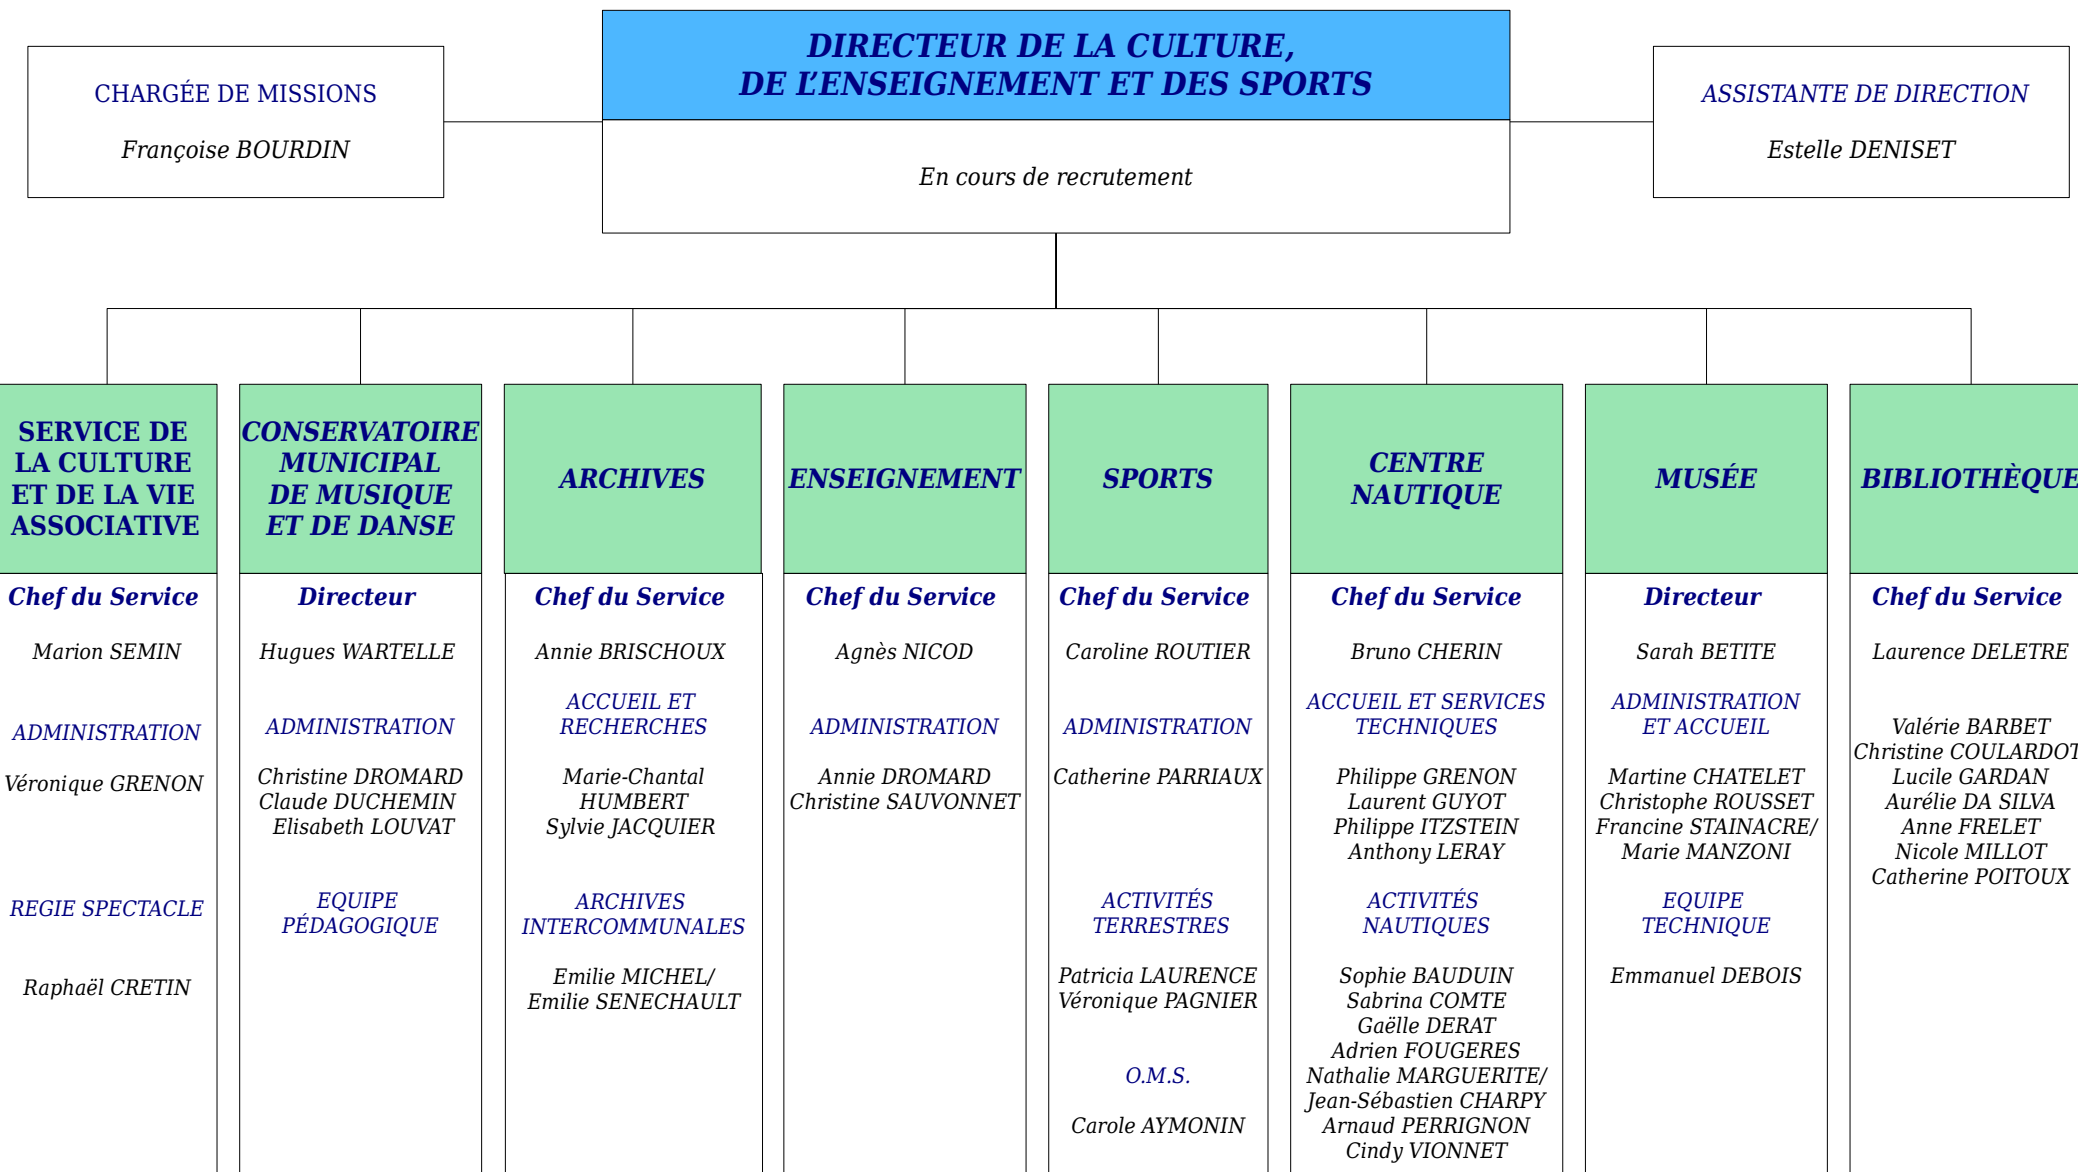 DIRECTEUR DE LA CULTURE,
DE L’ENSEIGNEMENT ET DES SPORTS
En cours de recrutement
CHARGÉE DE MISSIONS
Françoise BOURDIN
ASSISTANTE DE DIRECTION
Estelle DENISET
SERVICE DE
LA CULTURE
ET DE LA VIE
ASSOCIATIVE
Chef du Service
Marion SEMIN
ADMINISTRATION
Véronique GRENON
REGIE SPECTACLE
Raphaël CRETIN
CONSERVATOIRE
MUNICIPAL
DE MUSIQUE
ET DE DANSE
Directeur
Hugues WARTELLE
ADMINISTRATION
Christine DROMARD
Claude DUCHEMIN
Elisabeth LOUVAT
EQUIPE
PÉDAGOGIQUE
ARCHIVES
Chef du Service
Annie BRISCHOUX
ACCUEIL ET
RECHERCHES
Marie-Chantal
HUMBERT
Sylvie JACQUIER
ARCHIVES
INTERCOMMUNALES
Emilie MICHEL/
Emilie SENECHAULT
ENSEIGNEMENT
Chef du Service
Agnès NICOD
ADMINISTRATION
Annie DROMARD
Christine SAUVONNET
SPORTS
Chef du Service
Caroline ROUTIER
ADMINISTRATION
Catherine PARRIAUX
ACTIVITÉS
TERRESTRES
Patricia LAURENCE
Véronique PAGNIER
O.M.S.
Carole AYMONIN
CENTRE
NAUTIQUE
Chef du Service
Bruno CHERIN
ACCUEIL ET SERVICES
TECHNIQUES
Philippe GRENON
Laurent GUYOT
Philippe ITZSTEIN
Anthony LERAY
ACTIVITÉS
NAUTIQUES
Sophie BAUDUIN
Sabrina COMTE
Gaëlle DERAT
Adrien FOUGERES
Nathalie MARGUERITE/
Jean-Sébastien CHARPY
Arnaud PERRIGNON
Cindy VIONNET
MUSÉE
Directeur
Sarah BETITE
ADMINISTRATION
ET ACCUEIL
Martine CHATELET
Christophe ROUSSET
Francine STAINACRE/
Marie MANZONI
EQUIPE
TECHNIQUE
Emmanuel DEBOIS
BIBLIOTHÈQUE
Chef du Service
Laurence DELETRE
Valérie BARBET
Christine COULARDOT
Lucile GARDAN
Aurélie DA SILVA
Anne FRELET
Nicole MILLOT
Catherine POITOUX